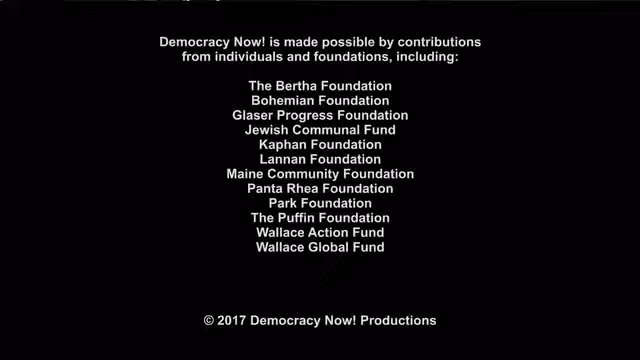 Democracy Now! is made possible by contributions
from individuals and foundations, including:
The Bertha Foundation
Bohemian Foundation
Glaser Progress Foundation
Jewish Communal Fund
Kaphan Foundation
Lannan Foundation
Maine Community Foundation
Panta Rhea Foundation
Park Foundation
The Puffin Foundation
Wallace Action Fund
Wallace Global Fund
© 2017 Democracy Now! Productions